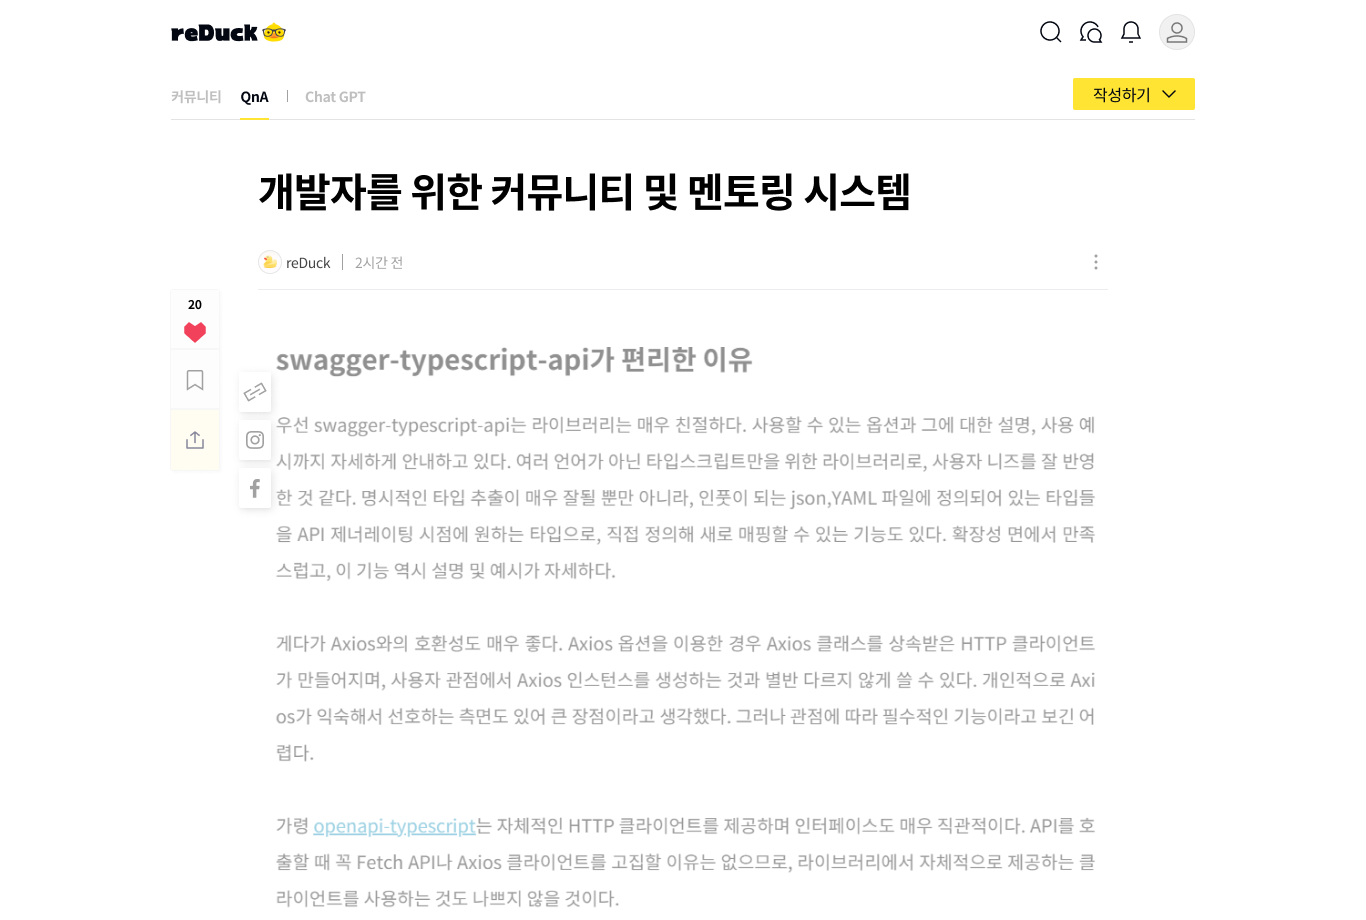 reDuck
커뮤니티 QnA Chat GPT 작성하기
개발자를 위한 커뮤니티 및 멘토링 시스템
reDuck 2시간 전
20
swagger-typescript-api가 편리한 이유
우선 swagger-typescript-api는 라이브러리는 매우 친절하다. 사용할 수 있는 옵션과 그에 대한 설명, 사용 예
시까지 자세하게 안내하고 있다. 여러 언어가 아닌 타입스크립트만을 위한 라이브러리로, 사용자 니즈를 잘 반영
한 것 같다. 명시적인 타입 추출이 매우 잘될 뿐만 아니라, 인풋이 되는 json,YAML 파일에 정의되어 있는 타입들
을 API 제너레이팅 시점에 원하는 타입으로, 직접 정의해 새로 매핑할 수 있는 기능도 있다. 확장성 면에서 만족
스럽고, 이 기능 역시 설명 및 예시가 자세하다.
게다가 Axios와의 호환성도 매우 좋다. Axios 옵션을 이용한 경우 Axios 클래스를 상속받은 HTTP 클라이언트
가 만들어지며, 사용자 관점에서 Axios 인스턴스를 생성하는 것과 별반 다르지 않게 쓸 수 있다. 개인적으로 Axi
os가 익숙해서 선호하는 측면도 있어 큰 장점이라고 생각했다. 그러나 관점에 따라 필수적인 기능이라고 보긴 어
렵다.
가령 openapi-typescript는 자체적인 HTTP 클라이언트를 제공하며 인터페이스도 매우 직관적이다. API를 호
출할 때 꼭 Fetch API나 Axios 클라이언트를 고집할 이유는 없으므로, 라이브러리에서 자체적으로 제공하는 클
라이언트를 사용하는 것도 나쁘지 않을 것이다.